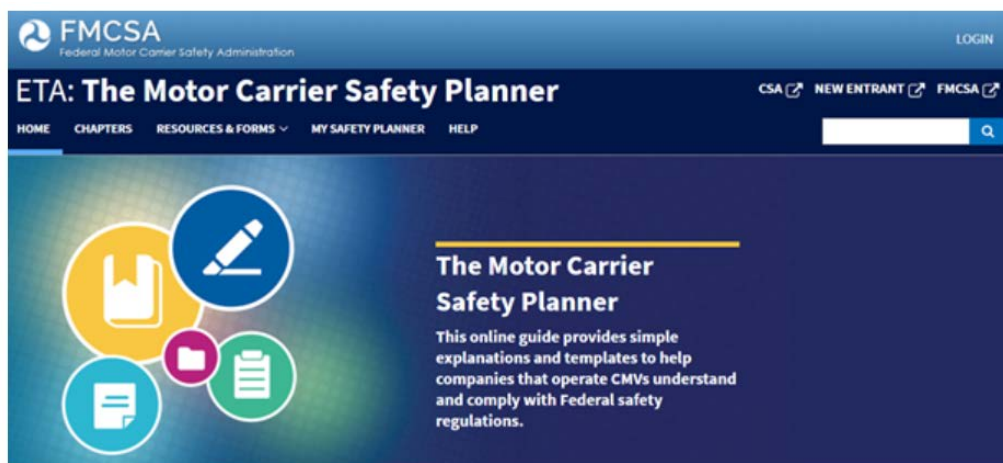 FMCSA
Federal Motor Carrier Safety Administration
LOGIN
ETA: The Motor Carrier Safety Planner
CSA NEW ENTRANT FMCSA
HOME CHAPTERS RESOURCES & FORMS MY SAFETY PLANNER HELP
The Motor Carrier
Safety Planner
This online guide provides simple
explanations and templates to help
companies that operate CMVs understand
and comply with Federal safety
regulations.